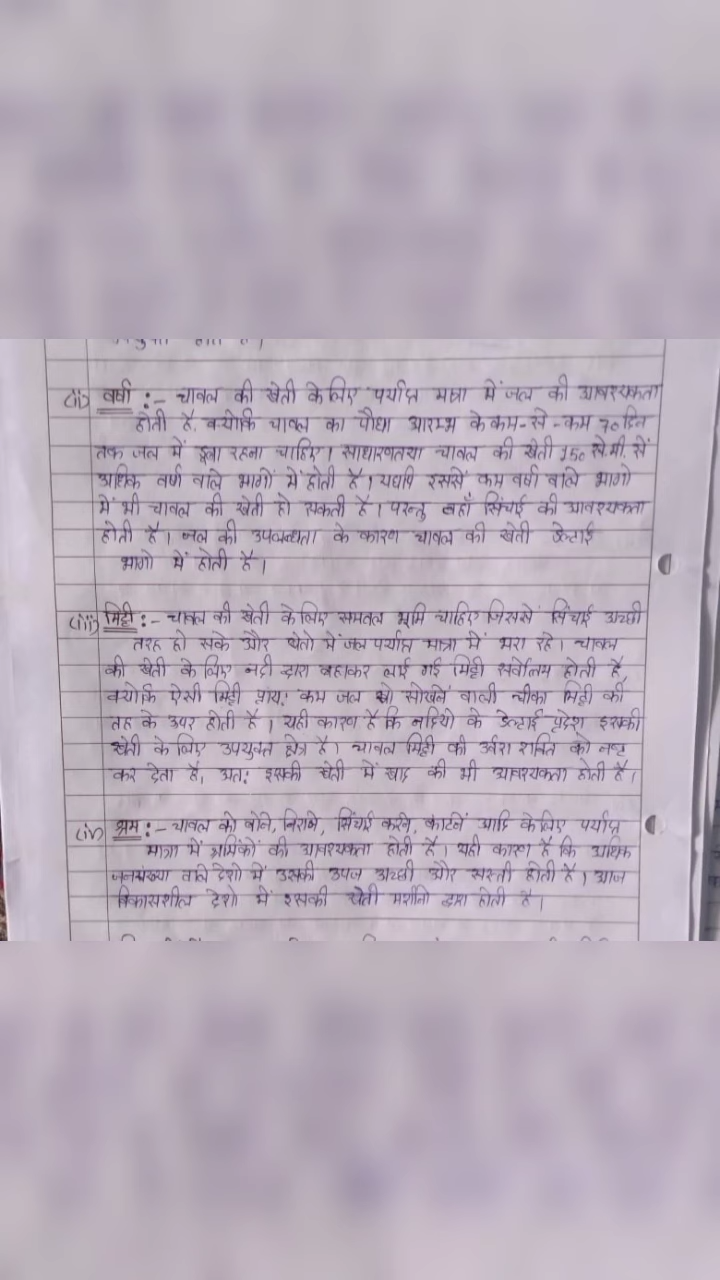 (ii) वर्षा :- चावल की खेती के लिए पर्याप्त मात्रा में जल की आवश्यकता
होती है, क्योंकि चावल का पौधा आरम्भ के कम-से-कम 70 दिन
तक जल में डूबा रहना चाहिए। साधारणतया चावल की खेती 150 से.मी. से
अधिक वर्षा वाले भागों में होती है। यद्यपि इससे कम वर्षा वाले भागो
में भी चावल की खेती हो सकती है। परन्तु वहाँ सिंचाई की आवश्यकता
होती है। जल की उपलब्धता के कारण चावल की खेती डेल्टाई
भागो में होती है।
(iii) मिट्टी :- चावल की खेती के लिए समतल भूमि चाहिए जिससे सिंचाई अच्छी
तरह हो सके और खेतो में जल पर्याप्त मात्रा में भरा रहे। चावल
की खेती के लिए नदी द्वारा बहाकर लाई गई मिट्टी सर्वोत्तम होती है,
क्योंकि ऐसी मिट्टी प्राय: कम जल को सोखने वाली चीका मिट्टी की
तह के उपर होती है। यही कारण है कि नदियो के डेल्टाई प्रदेश इसकी
खेती के लिए उपयुक्त क्षेत्र है। चावल मिट्टी की उर्वरा शक्ति को नष्ट
कर देता है, अत: इसकी खेती में खाद की भी आवश्यकता होती है।
(iv) श्रम :- चावल को बोने, निराने, सिंचाई करने, काटने आदि के लिए पर्याप्त
मात्रा में श्रमिकों की आवश्यकता होती है। यही कारण है कि अधिक
जनसंख्या वाले देशो में उसकी उपज अच्छी और सस्ती होती है। आज
विकासशील देशो में इसकी खेती मशीनो द्वारा होती है।